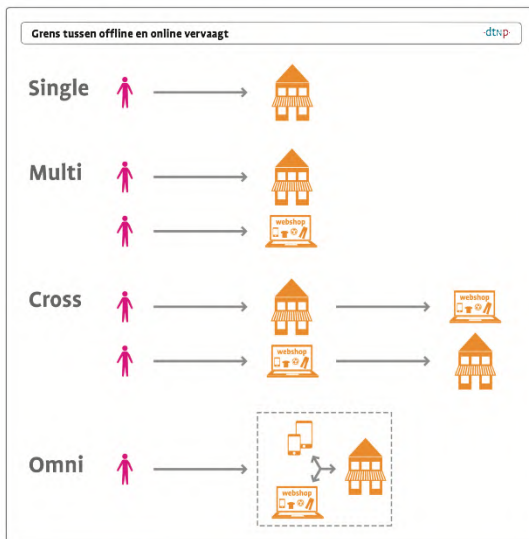 Grens tussen offline en online vervaagt
·dtnp·
Single
Multi
webshop
Cross
webshop
webshop
Omni
webshop